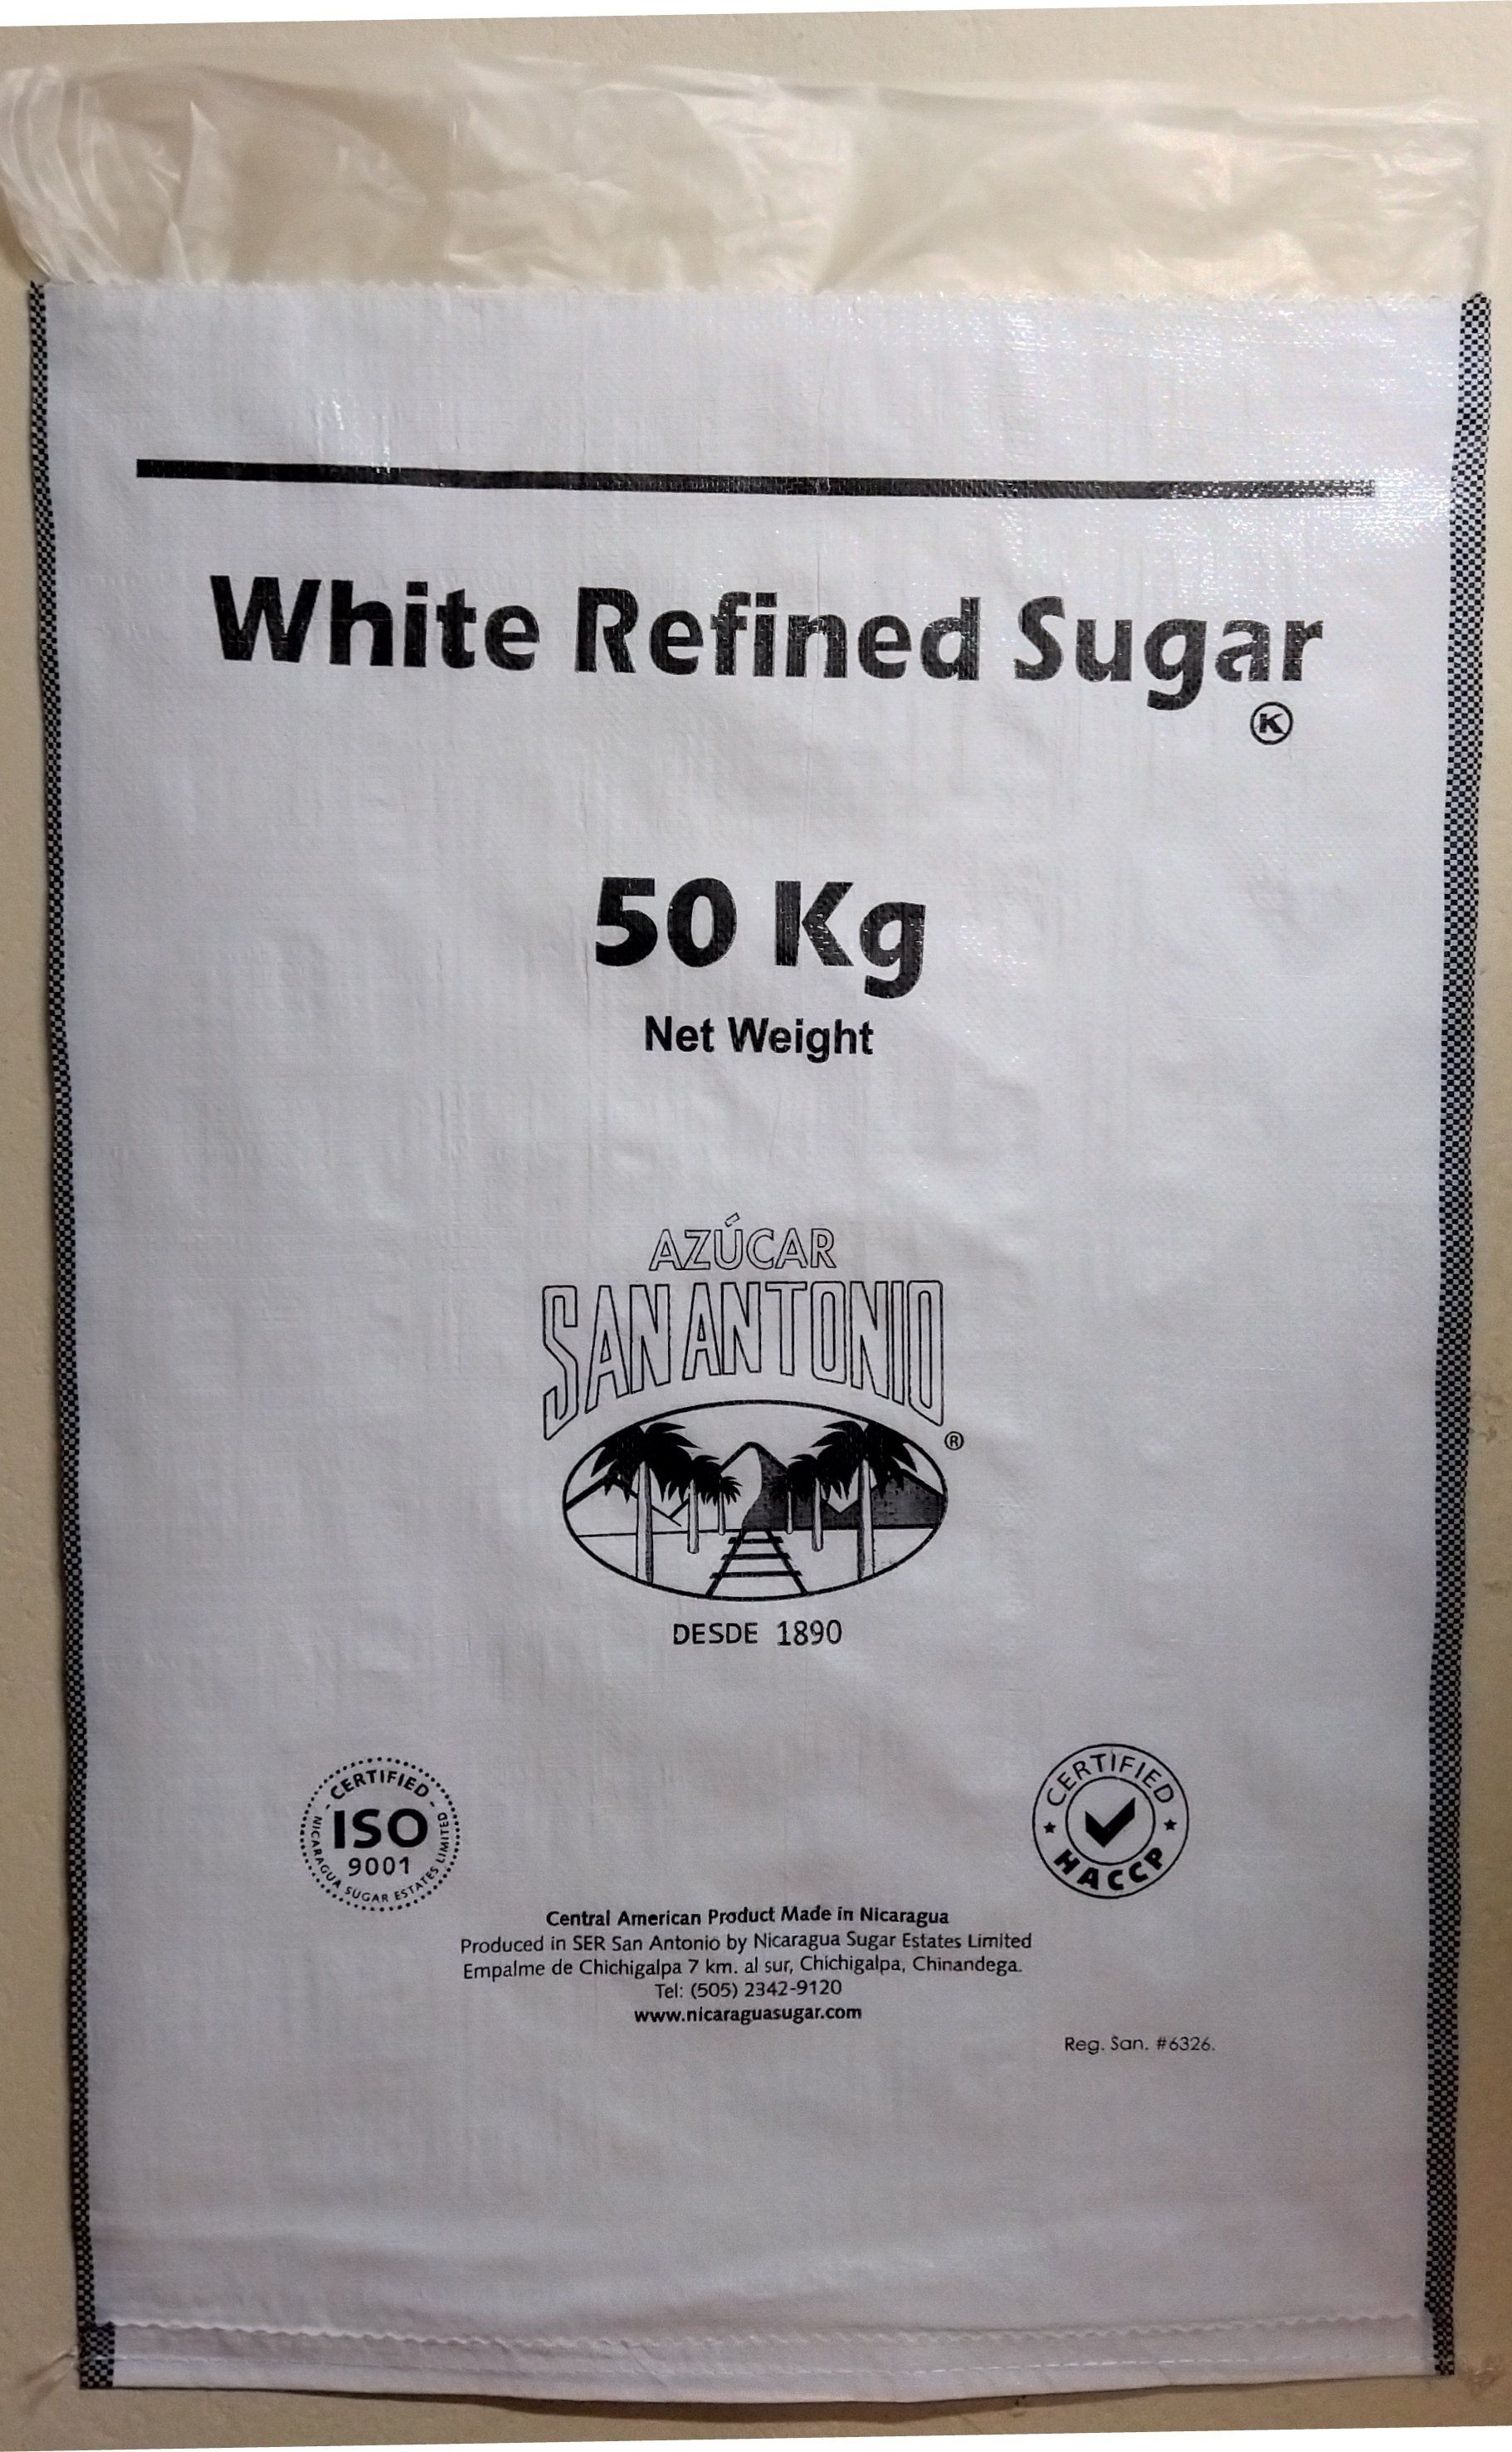 White Refined Sugar
K
50 Kg
Net Weight
AZÚCAR
SAN ANTONIO
®
DESDE 1890
- CERTIFIED -
ISO
9001
NICARAGUA SUGAR ESTATES LIMITED
CERTIFIED
HACCP
Central American Product Made in Nicaragua
Produced in SER San Antonio by Nicaragua Sugar Estates Limited
Empalme de Chichigalpa 7 km. al sur, Chichigalpa, Chinandega.
Tel: (505) 2342-9120
www.nicaraguasugar.com
Reg. San. #6326.